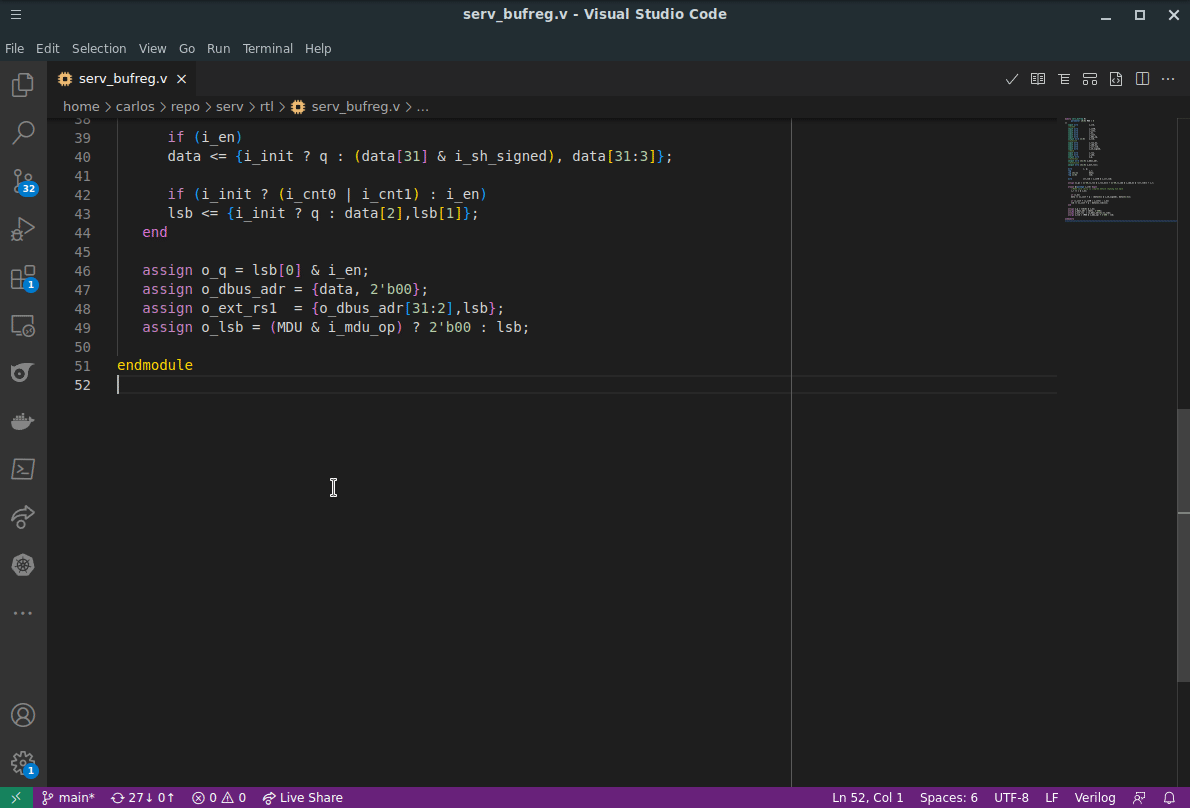 serv_bufreg.v - Visual Studio Code
File Edit Selection View Go Run Terminal Help
serv_bufreg.v
home > carlos > repo > serv > rtl > serv_bufreg.v > ...
38
39 if (i_en)
40 data <= {i_init ? q : (data[31] & i_sh_signed), data[31:3]};
41
42 if (i_init ? (i_cnt0 | i_cnt1) : i_en)
43 lsb <= {i_init ? q : data[2],lsb[1]};
44 end
45
46 assign o_q = lsb[0] & i_en;
47 assign o_dbus_adr = {data, 2'b00};
48 assign o_ext_rs1  = {o_dbus_adr[31:2],lsb};
49 assign o_lsb = (MDU & i_mdu_op) ? 2'b00 : lsb;
50
51 endmodule
52
32
1
1
main* 27↓ 0↑ 0 0 Live Share Ln 52, Col 1 Spaces: 6 UTF-8 LF Verilog